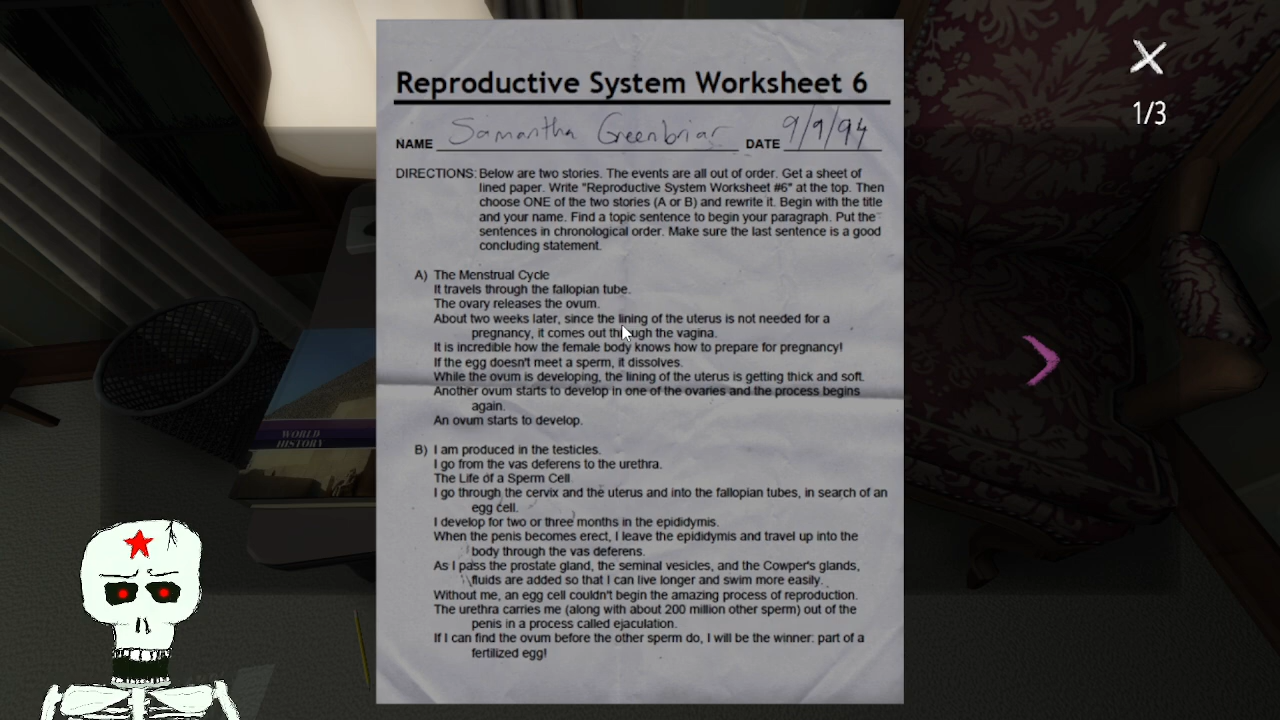 Reproductive System Worksheet 6
NAME Samantha Greenbriar DATE 9/9/94
DIRECTIONS: Below are two stories. The events are all out of order. Get a sheet of
lined paper. Write "Reproductive System Worksheet #6" at the top. Then
choose ONE of the two stories (A or B) and rewrite it. Begin with the title
and your name. Find a topic sentence to begin your paragraph. Put the
sentences in chronological order. Make sure the last sentence is a good
concluding statement.
A) The Menstrual Cycle
It travels through the fallopian tube.
The ovary releases the ovum.
About two weeks later, since the lining of the uterus is not needed for a
pregnancy, it comes out through the vagina.
It is incredible how the female body knows how to prepare for pregnancy!
If the egg doesn't meet a sperm, it dissolves.
While the ovum is developing, the lining of the uterus is getting thick and soft.
Another ovum starts to develop in one of the ovaries and the process begins
again.
An ovum starts to develop.
B) I am produced in the testicles.
I go from the vas deferens to the urethra.
The Life of a Sperm Cell
I go through the cervix and the uterus and into the fallopian tubes, in search of an
egg cell.
I develop for two or three months in the epididymis.
When the penis becomes erect, I leave the epididymis and travel up into the
body through the vas deferens.
As I pass the prostate gland, the seminal vesicles, and the Cowper's glands,
fluids are added so that I can live longer and swim more easily.
Without me, an egg cell couldn't begin the amazing process of reproduction.
The urethra carries me (along with about 200 million other sperm) out of the
penis in a process called ejaculation.
If I can find the ovum before the other sperm do, I will be the winner: part of a
fertilized egg!
1/3
WORLD
HISTORY